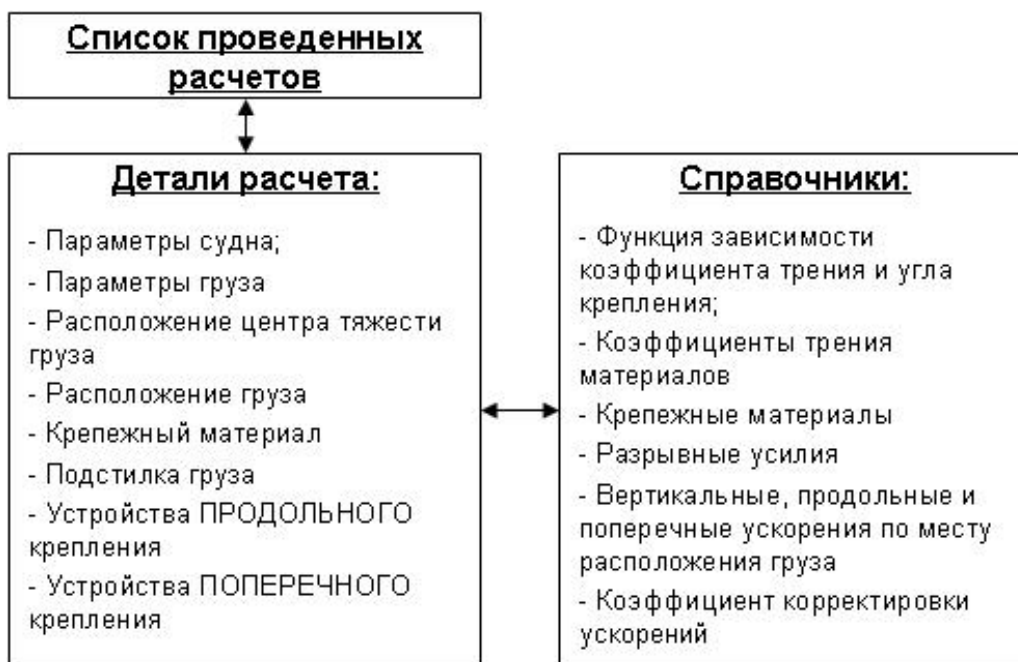 Список проведенных
расчетов
Детали расчета:
- Параметры судна;
- Параметры груза
- Расположение центра тяжести
груза
- Расположение груза
- Крепежный материал
- Подстилка груза
- Устройства ПРОДОЛЬНОГО
крепления
- Устройства ПОПЕРЕЧНОГО
крепления
Справочники:
- Функция зависимости
коэффициента трения и угла
крепления;
- Коэффициенты трения
материалов
- Крепежные материалы
- Разрывные усилия
- Вертикальные, продольные и
поперечные ускорения по месту
расположения груза
- Коэффициент корректировки
ускорений